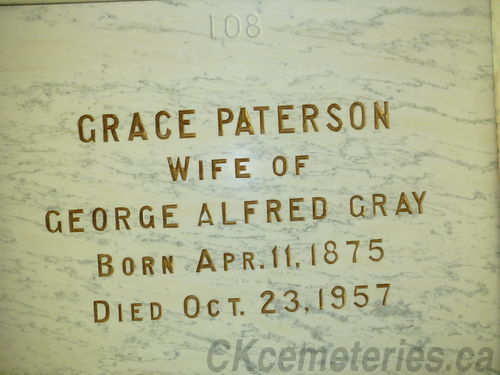 108
GRACE PATERSON
WIFE OF
GEORGE ALFRED GRAY
BORN APR. 11, 1875
DIED OCT. 23, 1957
CKcemeteries.ca